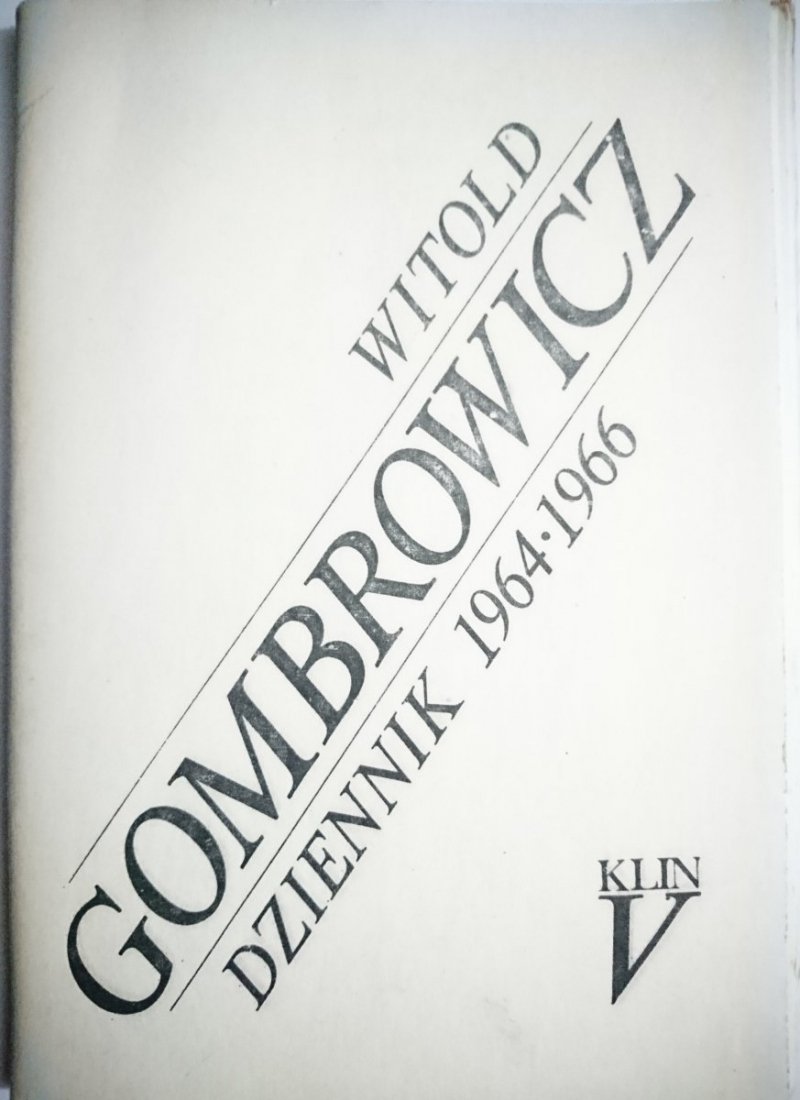 WITOLD
GOMBROWICZ
DZIENNIK 1964·1966
KLIN
V